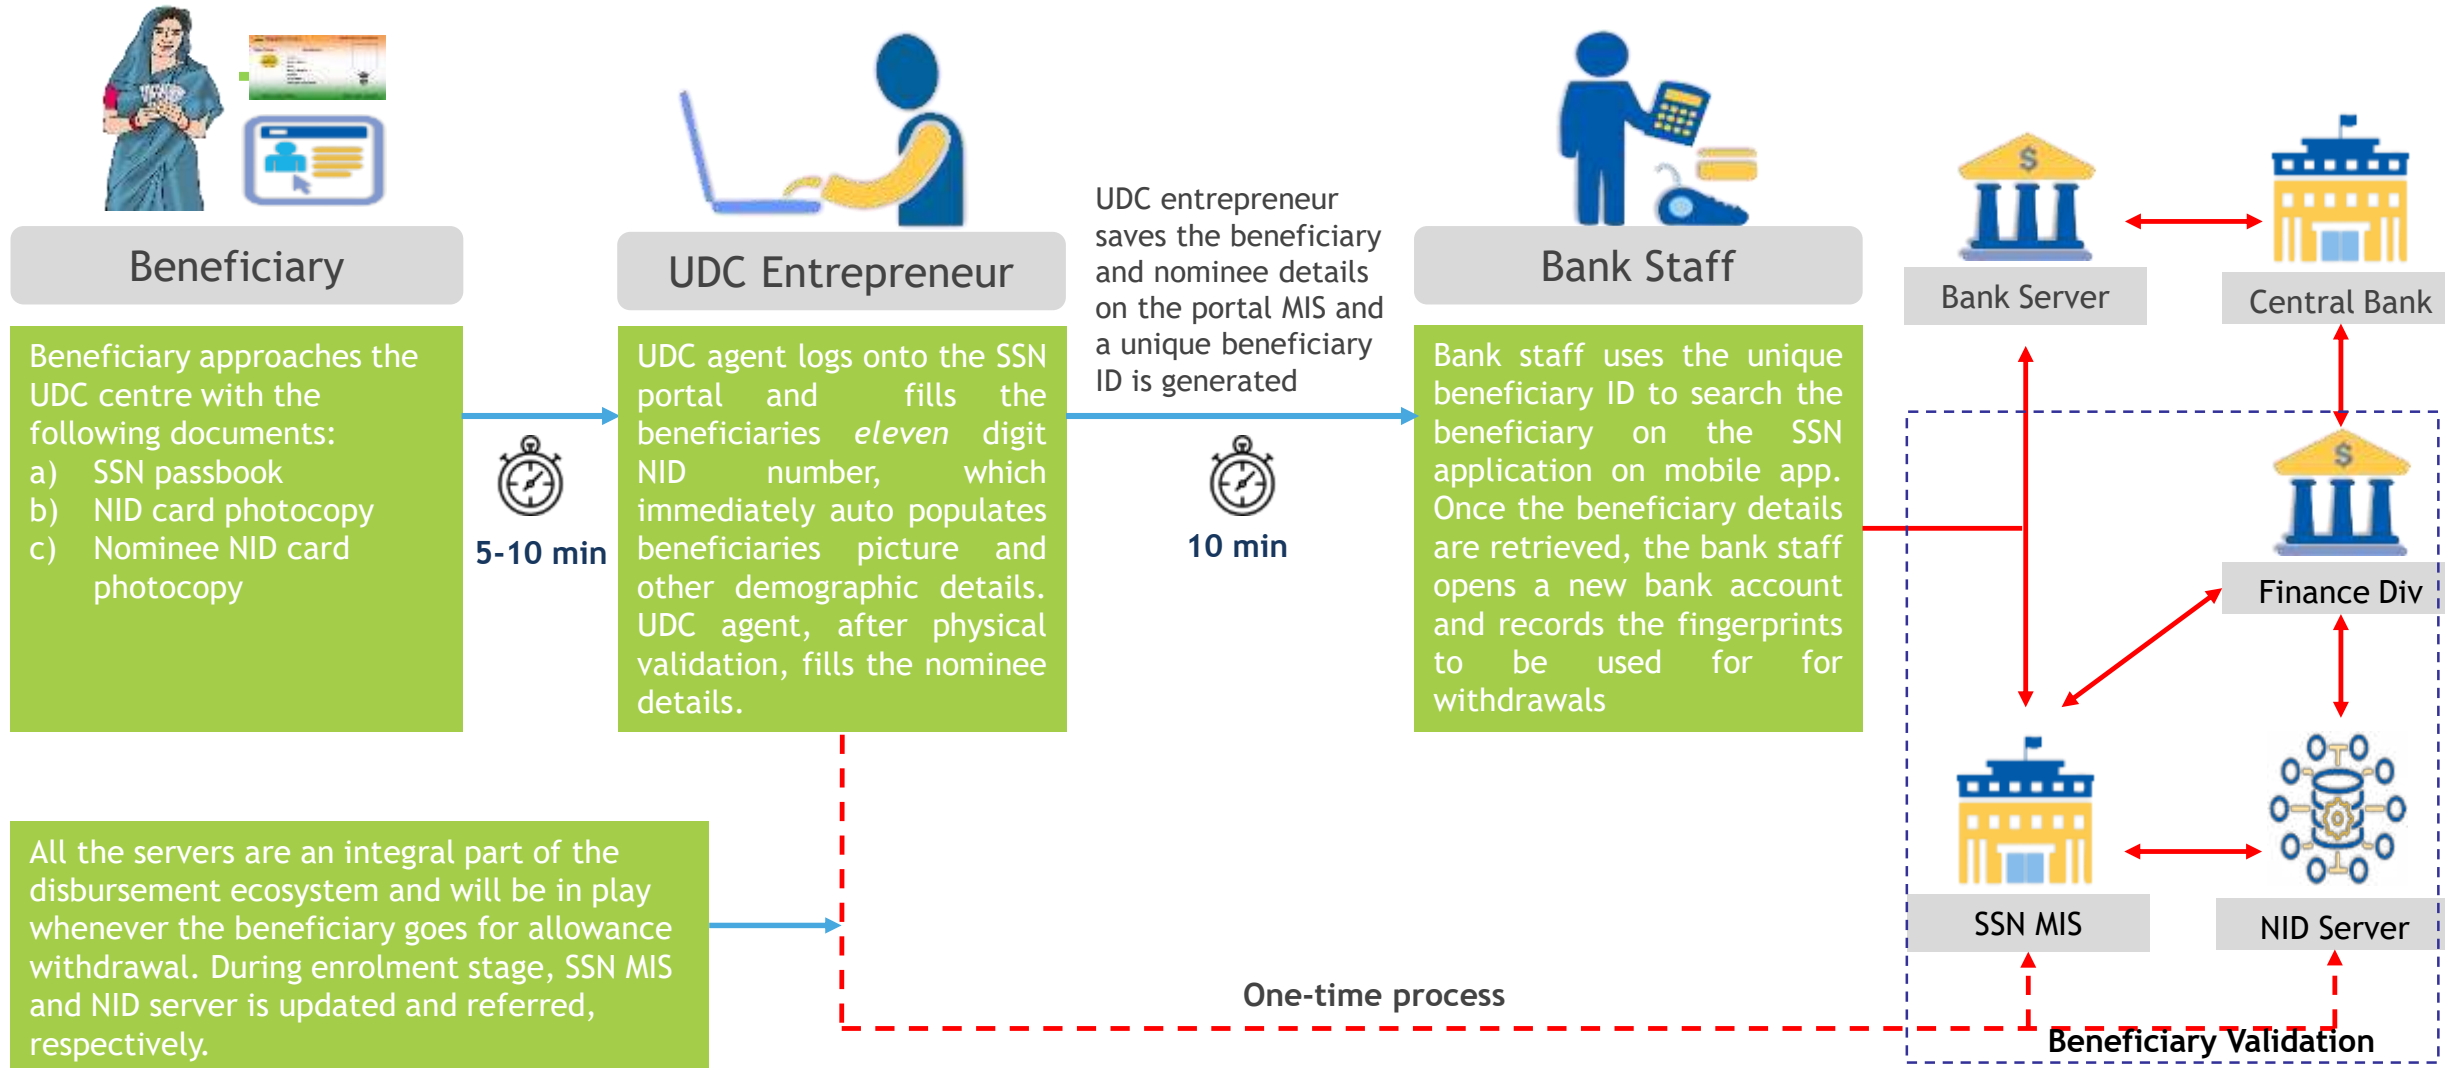 Beneficiary
Beneficiary approaches the
UDC centre with the
following documents:
a) SSN passbook
b) NID card photocopy
c) Nominee NID card
photocopy
5-10 min
UDC Entrepreneur
UDC agent logs onto the SSN
portal and fills the
beneficiaries eleven digit
NID number, which
immediately auto populates
beneficiaries picture and
other demographic details.
UDC agent, after physical
validation, fills the nominee
details.
UDC entrepreneur
saves the beneficiary
and nominee details
on the portal MIS and
a unique beneficiary
ID is generated
10 min
Bank Staff
Bank staff uses the unique
beneficiary ID to search the
beneficiary on the SSN
application on mobile app.
Once the beneficiary details
are retrieved, the bank staff
opens a new bank account
and records the fingerprints
to be used for for
withdrawals
$
Bank Server
Central Bank
$
Finance Div
SSN MIS
NID Server
Beneficiary Validation
All the servers are an integral part of the
disbursement ecosystem and will be in play
whenever the beneficiary goes for allowance
withdrawal. During enrolment stage, SSN MIS
and NID server is updated and referred,
respectively.
One-time process